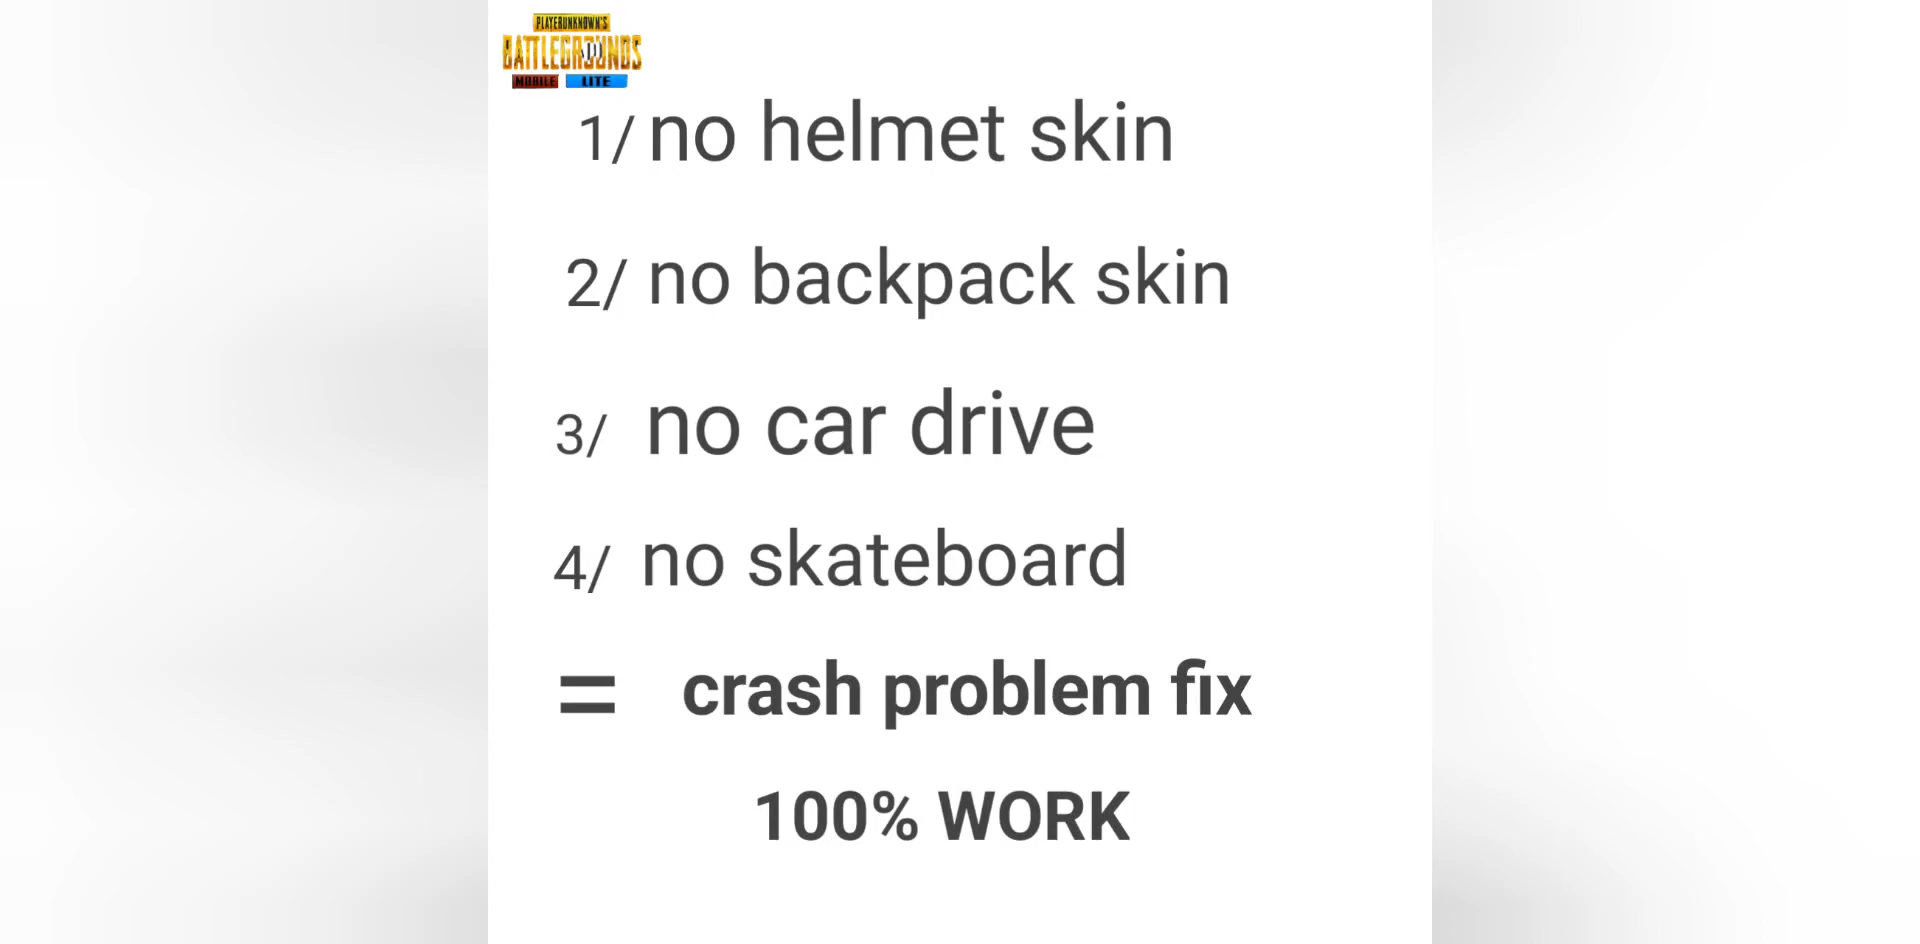 PLAYERUNKNOWN'S
BATTLEGROUNDS
MOBILE LITE
1/ no helmet skin
2/ no backpack skin
3/ no car drive
4/ no skateboard
= crash problem fix
100% WORK